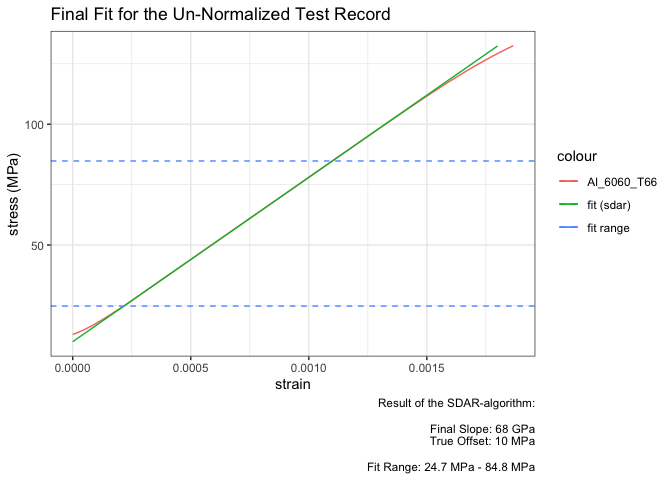 Final Fit for the Un-Normalized Test Record
stress (MPa)
100
50
0.0000
0.0005
0.0010
0.0015
strain
colour
Al_6060_T66
fit (sdar)
fit range
Result of the SDAR-algorithm:
Final Slope: 68 GPa
True Offset: 10 MPa
Fit Range: 24.7 MPa - 84.8 MPa